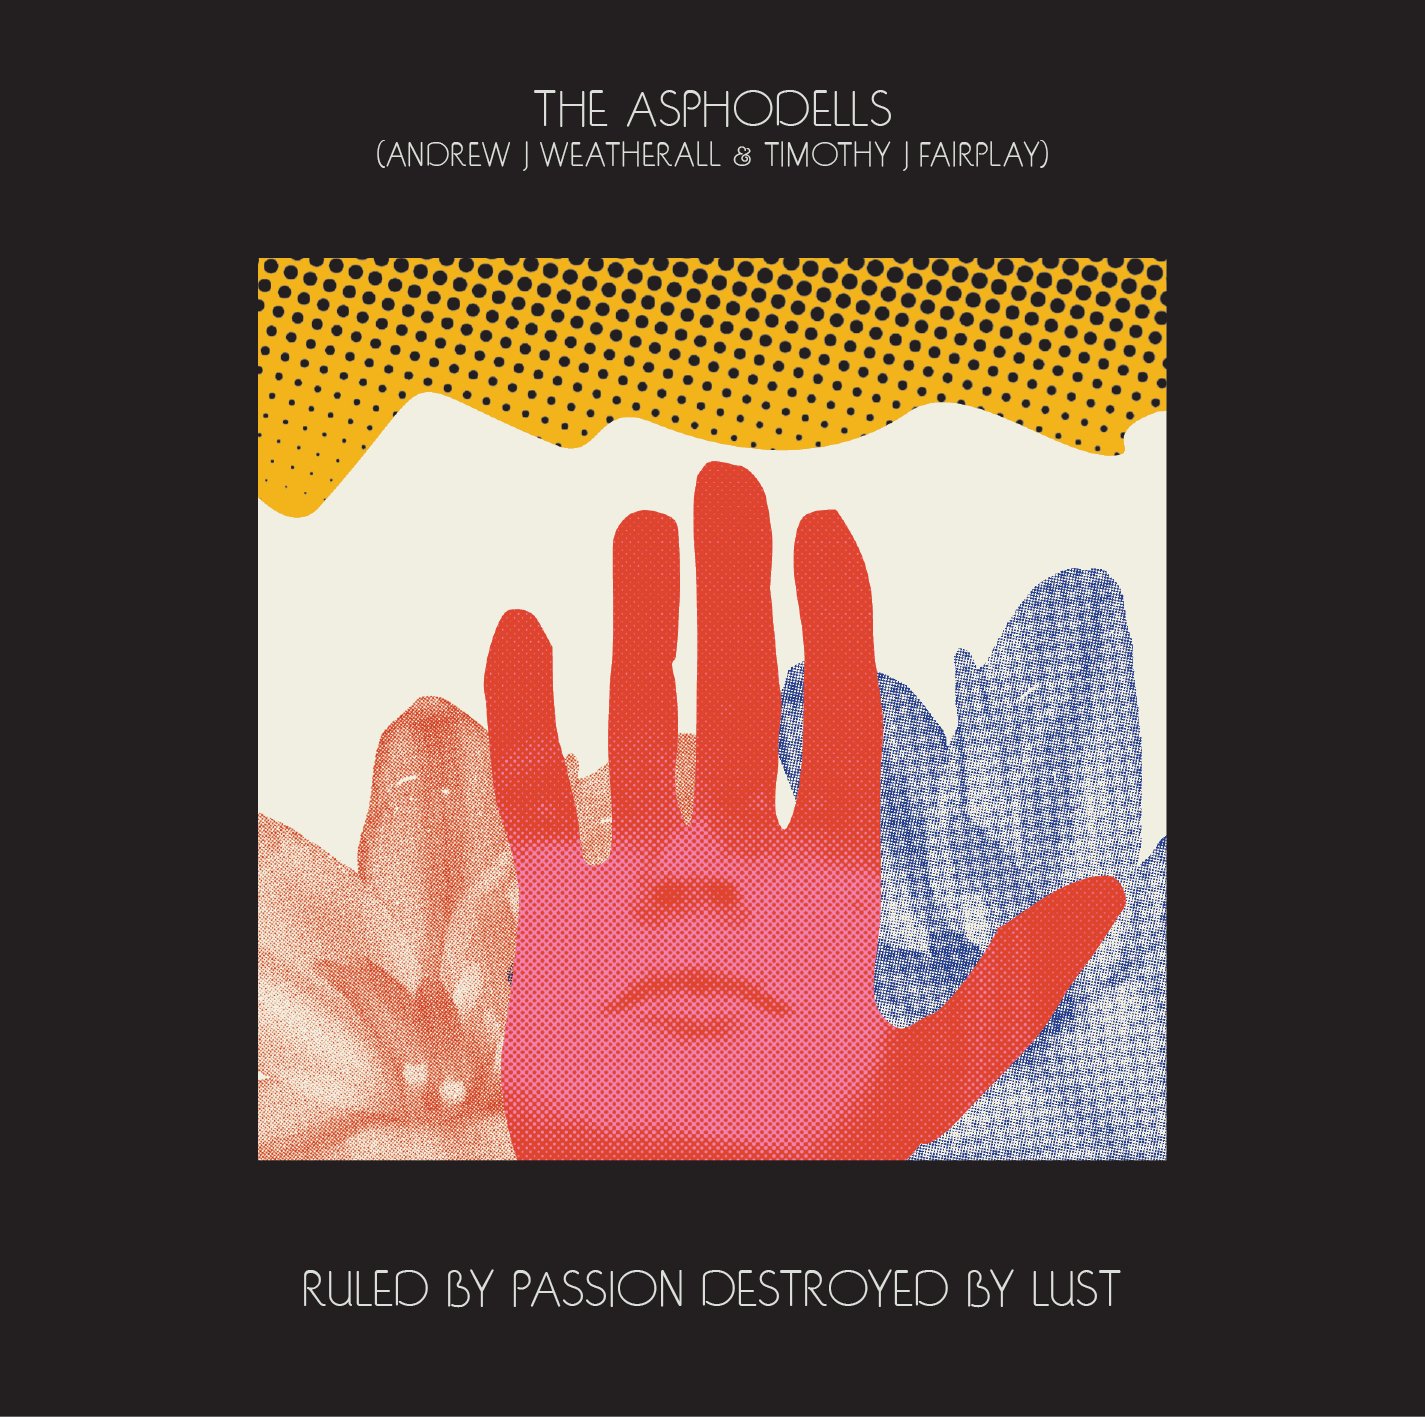 THE ASPHODELLS
(ANDREW J WEATHERALL & TIMOTHY J FAIRPLAY)
RULED BY PASSION DESTROYED BY LUST